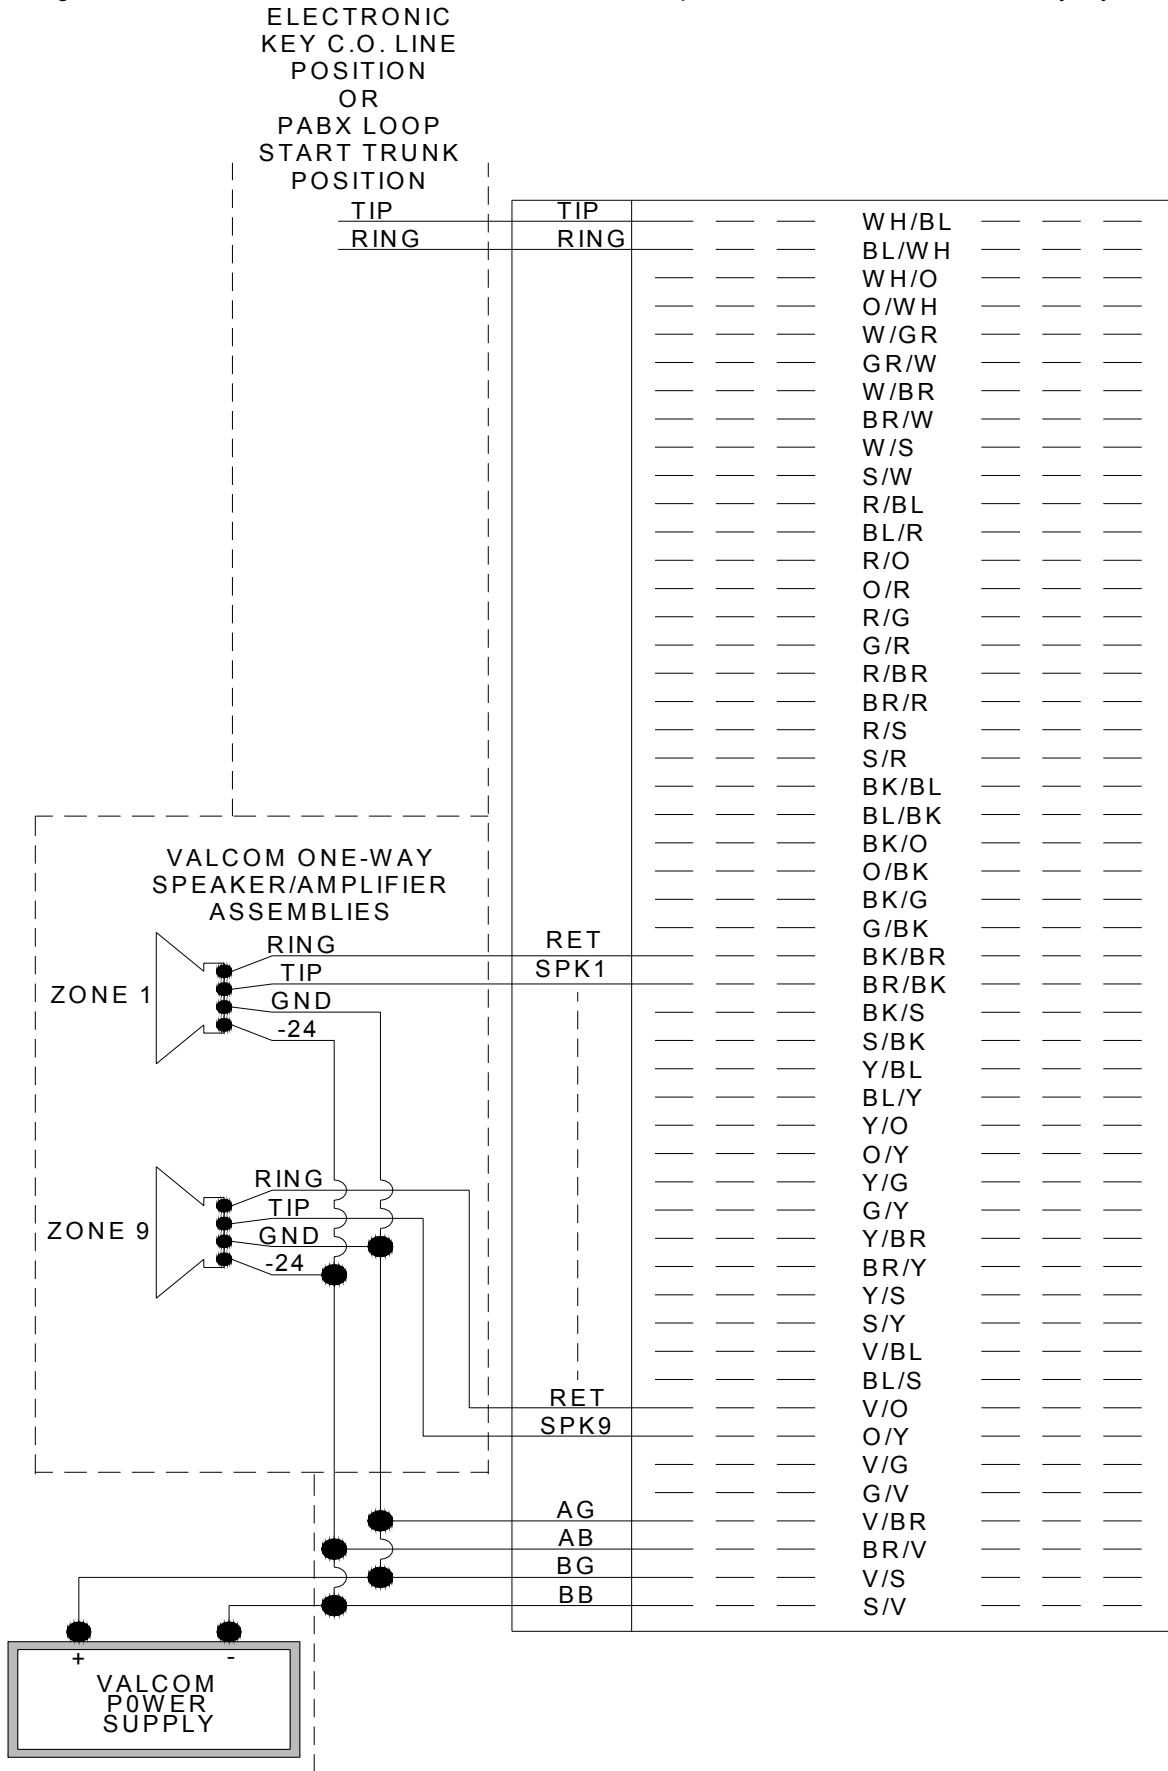 ELECTRONIC
KEY C.O. LINE
POSITION
OR
PABX LOOP
START TRUNK
POSITION
TIP TIP WH/BL
RING RING BL/WH
WH/O
O/WH
W/GR
GR/W
W/BR
BR/W
W/S
S/W
R/BL
BL/R
R/O
O/R
R/G
G/R
R/BR
BR/R
R/S
S/R
BK/BL
BL/BK
BK/O
O/BK
BK/G
G/BK
BK/BR
BR/BK
BK/S
S/BK
Y/BL
BL/Y
Y/O
O/Y
Y/G
G/Y
Y/BR
BR/Y
Y/S
S/Y
V/BL
BL/S
V/O
O/Y
V/G
G/V
V/BR
BR/V
V/S
S/V
VALCOM ONE-WAY
SPEAKER/AMPLIFIER
ASSEMBLIES
ZONE 1
RING
TIP
GND
-24
RET
SPK1
ZONE 9
RING
TIP
GND
-24
RET
SPK9
AG
AB
BG
BB
+ -
VALCOM
P0WER
SUPPLY